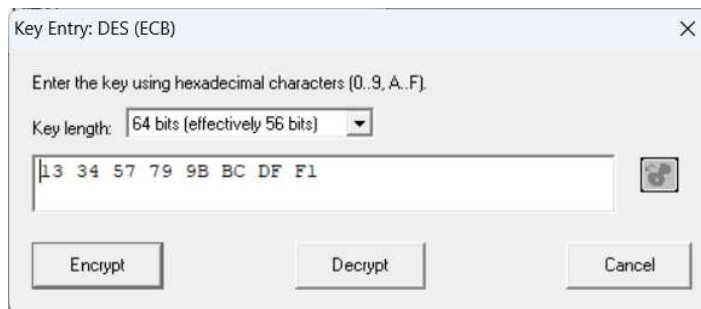 Key Entry: DES (ECB)
Enter the key using hexadecimal characters (0..9, A..F).
Key length: 64 bits (effectively 56 bits)
13 34 57 79 9B BC DF F1
Encrypt Decrypt Cancel